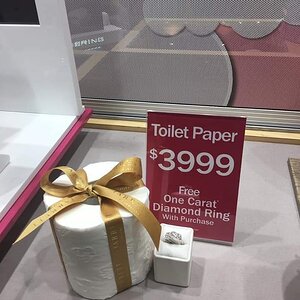 Toilet Paper
$3999
Free
One Carat*
Diamond Ring
With Purchase